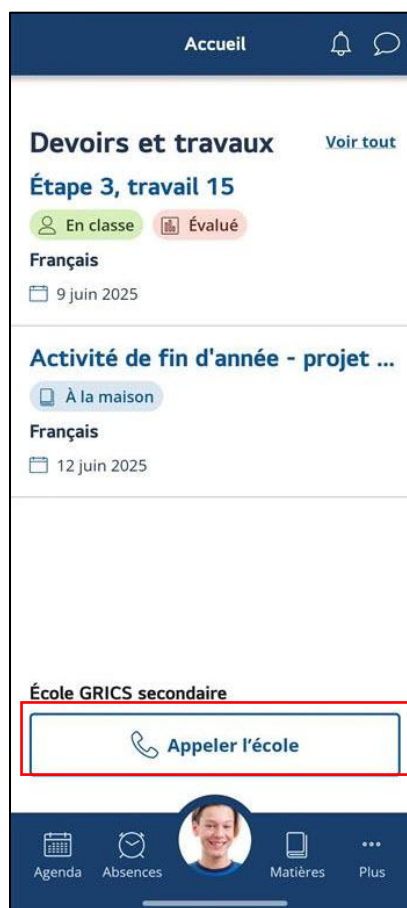 Accueil
Devoirs et travaux
Voir tout
Étape 3, travail 15
En classe
Évalué
Français
9 juin 2025
Activité de fin d'année - projet ...
À la maison
Français
12 juin 2025
École GRICS secondaire
Appeler l'école
Agenda
Absences
Matières
Plus